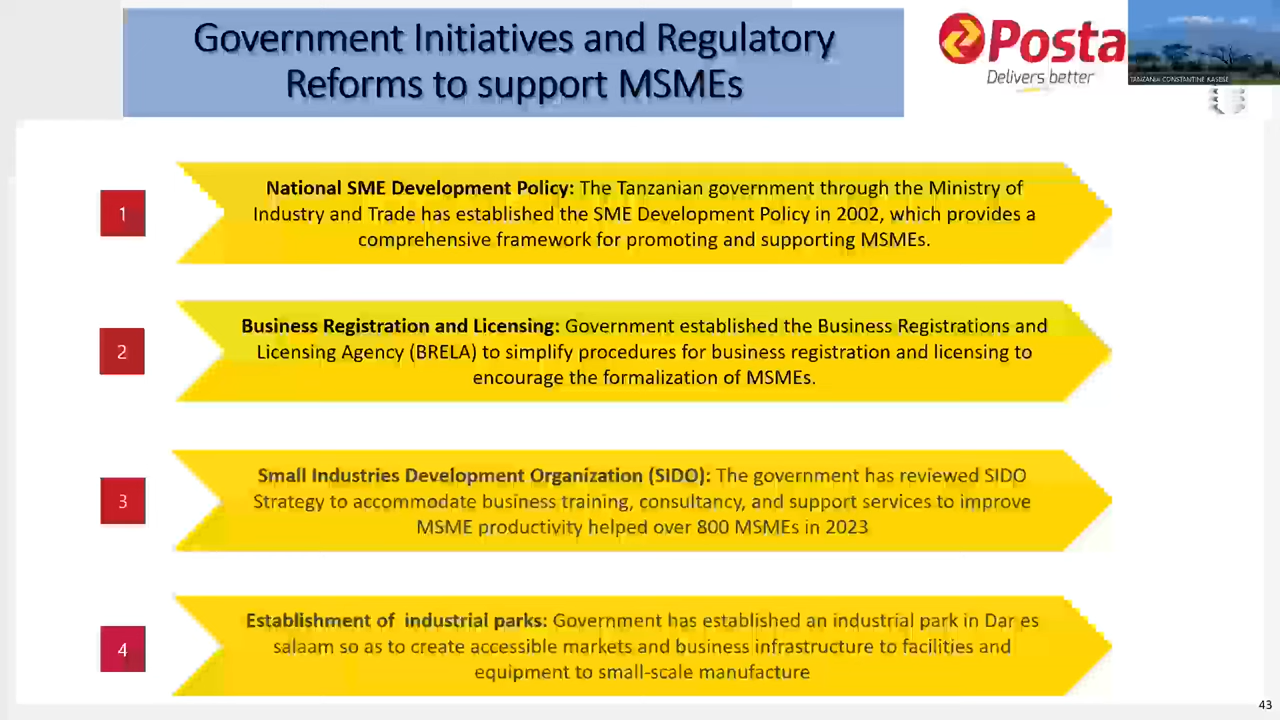 Government Initiatives and Regulatory
Reforms to support MSMEs
Posta
Delivers better
TANZANIA CONSTANTINE KASESE
1
National SME Development Policy: The Tanzanian government through the Ministry of
Industry and Trade has established the SME Development Policy in 2002, which provides a
comprehensive framework for promoting and supporting MSMEs.
2
Business Registration and Licensing: Government established the Business Registrations and
Licensing Agency (BRELA) to simplify procedures for business registration and licensing to
encourage the formalization of MSMEs.
3
Small Industries Development Organization (SIDO): The government has reviewed SIDO
Strategy to accommodate business training, consultancy, and support services to improve
MSME productivity helped over 800 MSMEs in 2023
4
Establishment of industrial parks: Government has established an industrial park in Dar es
salaam so as to create accessible markets and business infrastructure to facilities and
equipment to small-scale manufacture
43